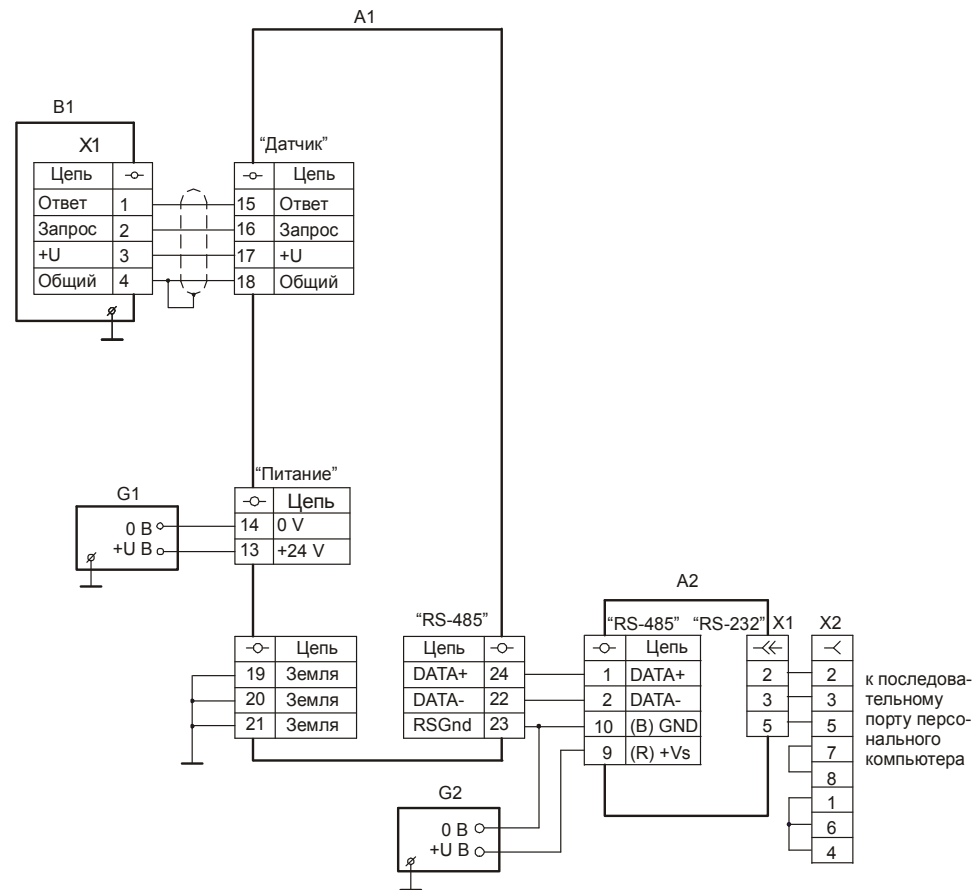 A1
B1
X1
Цепь
Ответ 1
Запрос 2
+U 3
Общий 4
“Датчик”
Цепь
15 Ответ
16 Запрос
17 +U
18 Общий
“Питание”
Цепь
14 0 V
13 +24 V
G1
0 В
+U В
Цепь
19 Земля
20 Земля
21 Земля
“RS-485”
Цепь
DATA+ 24
DATA- 22
RSGnd 23
A2
“RS-485” “RS-232” X1 X2
Цепь
1 DATA+
2 DATA-
10 (B) GND
9 (R) +Vs
2
3
5
2
3
5
7
8
1
6
4
к последова-
тельному
порту персо-
нального
компьютера
G2
0 В
+U В